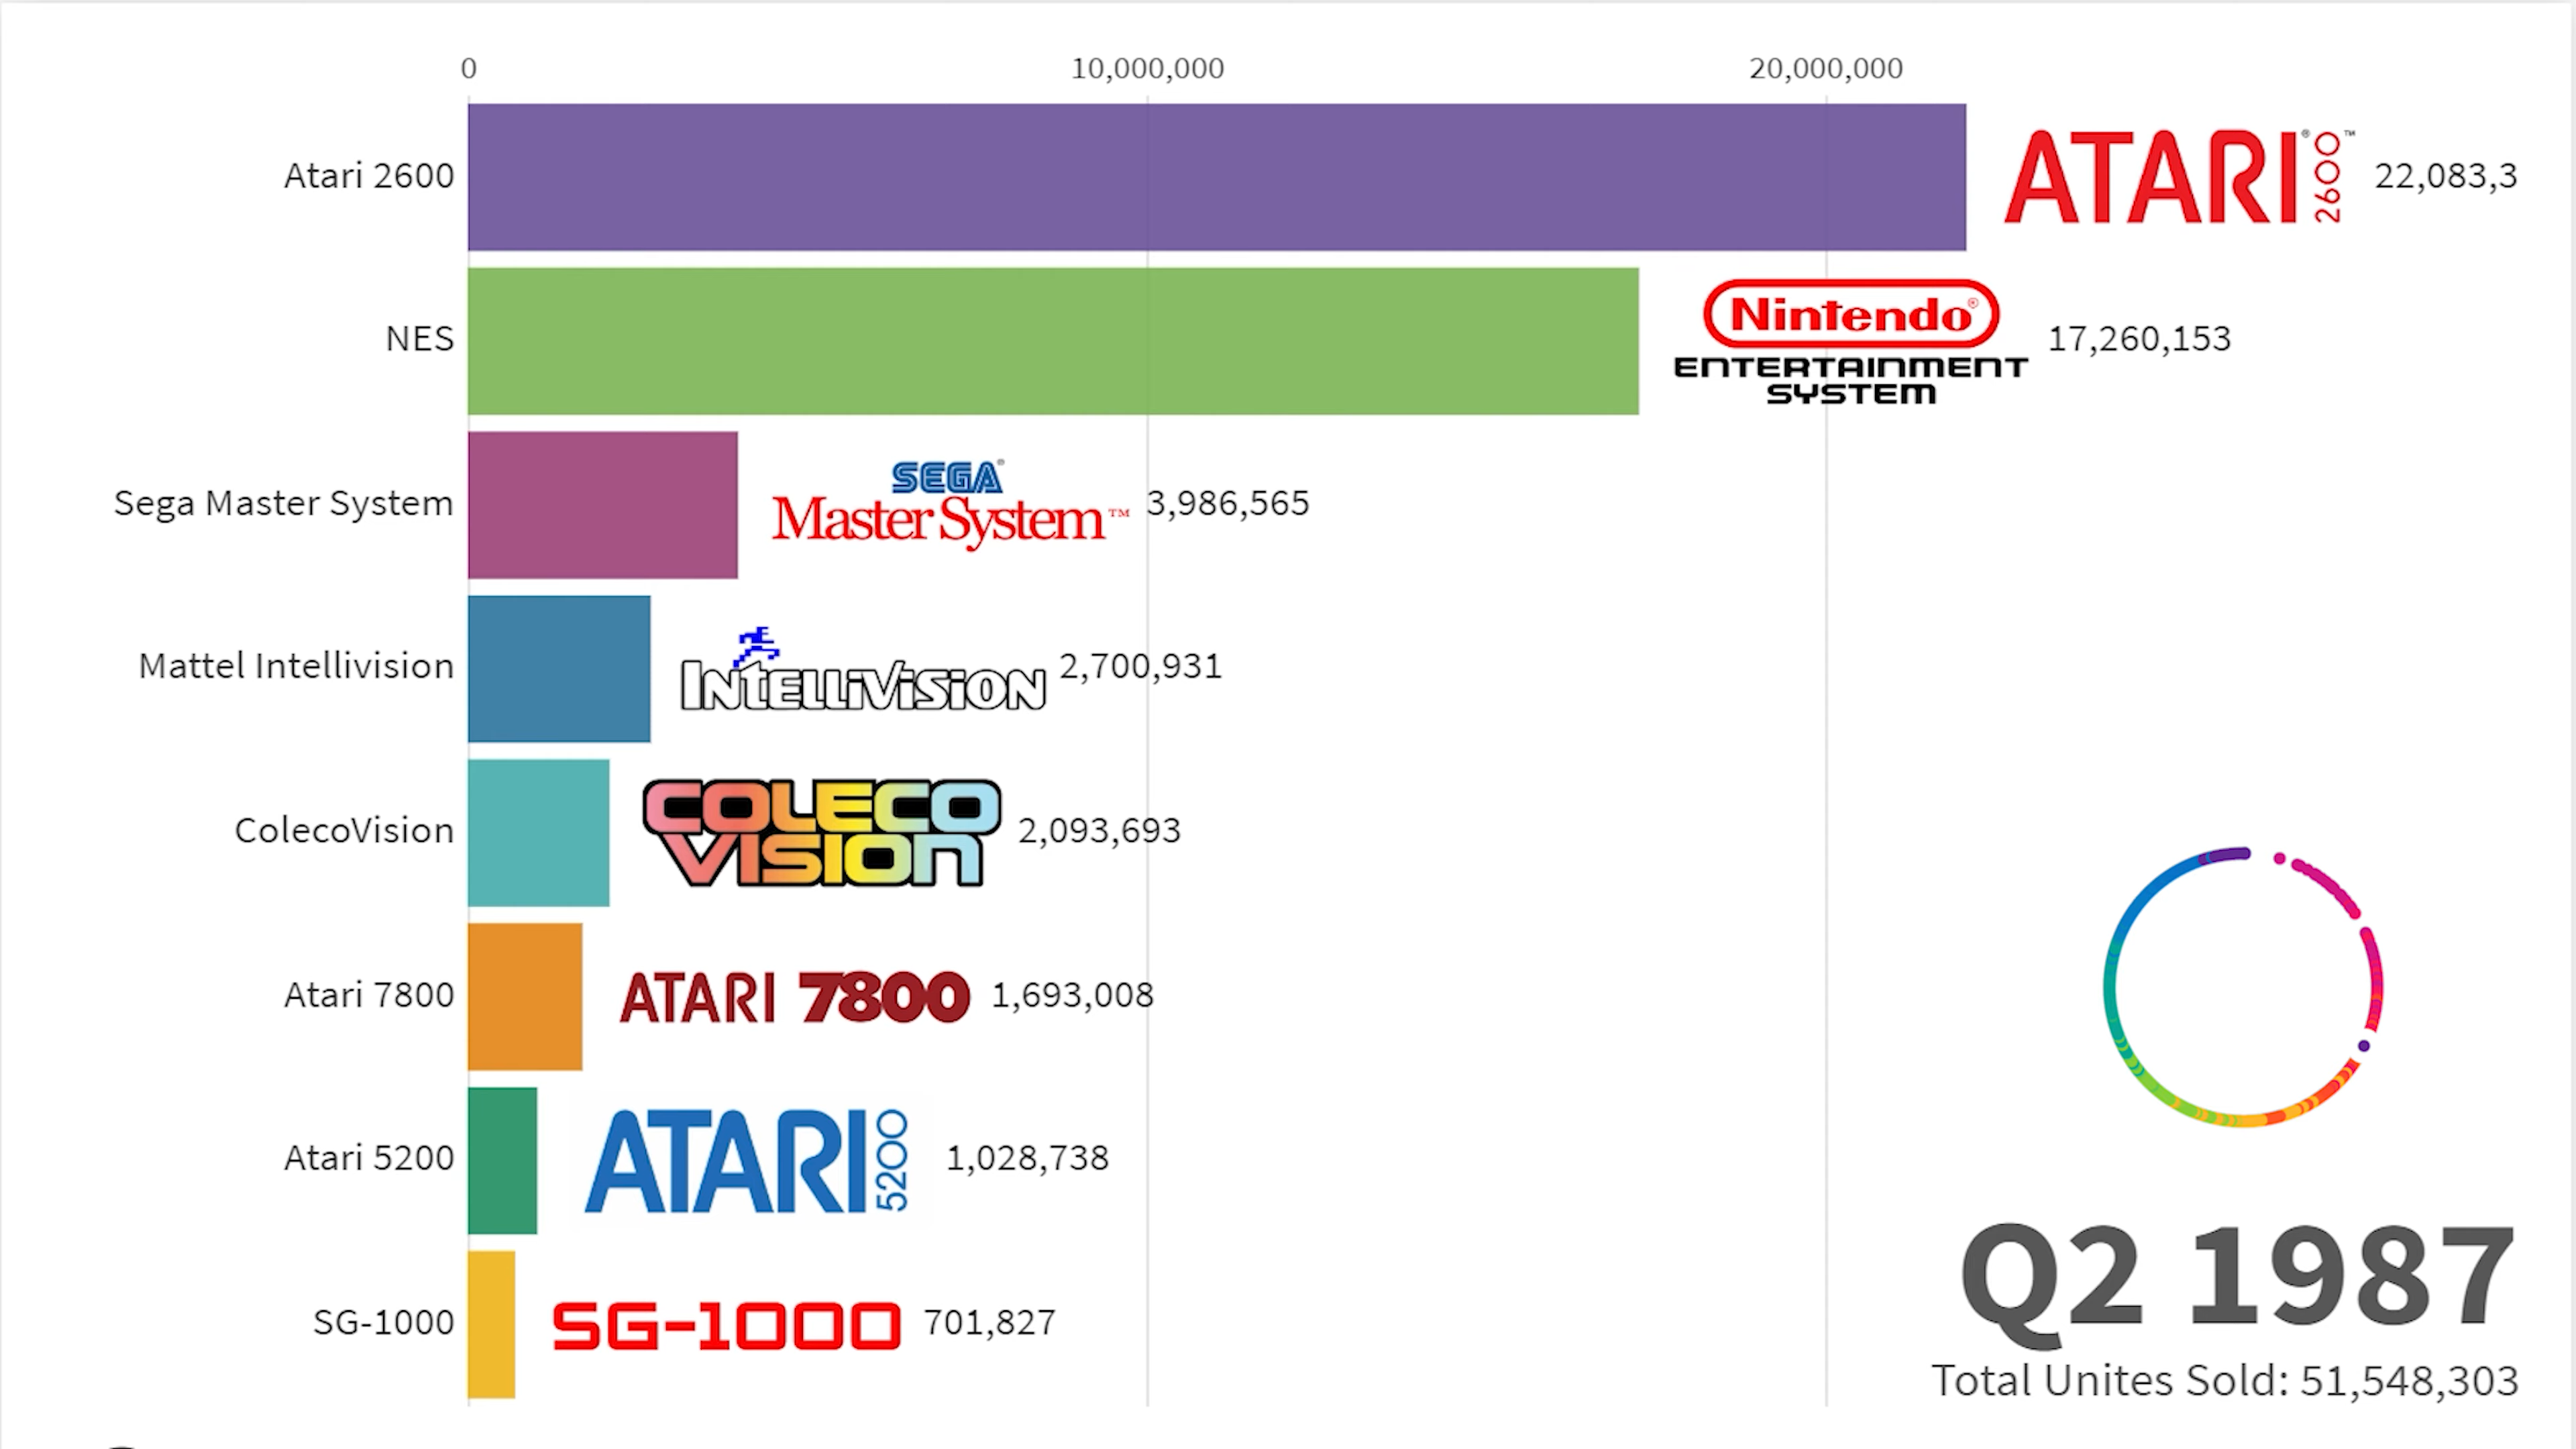 0 10,000,000 20,000,000
Atari 2600 ATARI® 2600™ 22,083,3
NES Nintendo® ENTERTAINMENT SYSTEM 17,260,153
Sega Master System SEGA® Master System™ 3,986,565
Mattel Intellivision INTELLIVISION 2,700,931
ColecoVision COLECO VISION 2,093,693
Atari 7800 ATARI 7800 1,693,008
Atari 5200 ATARI 5200 1,028,738
SG-1000 SG-1000 701,827
Q2 1987
Total Unites Sold: 51,548,303